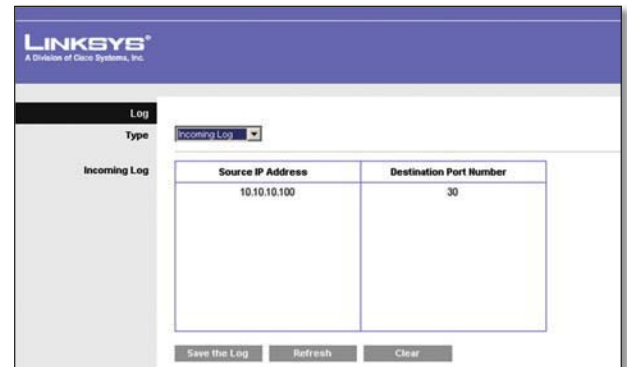 LINKSYS®
A Division of Cisco Systems, Inc.
Log
Type
Incoming Log
Incoming Log
Source IP Address Destination Port Number
10.10.10.100 30
Save the Log Refresh Clear